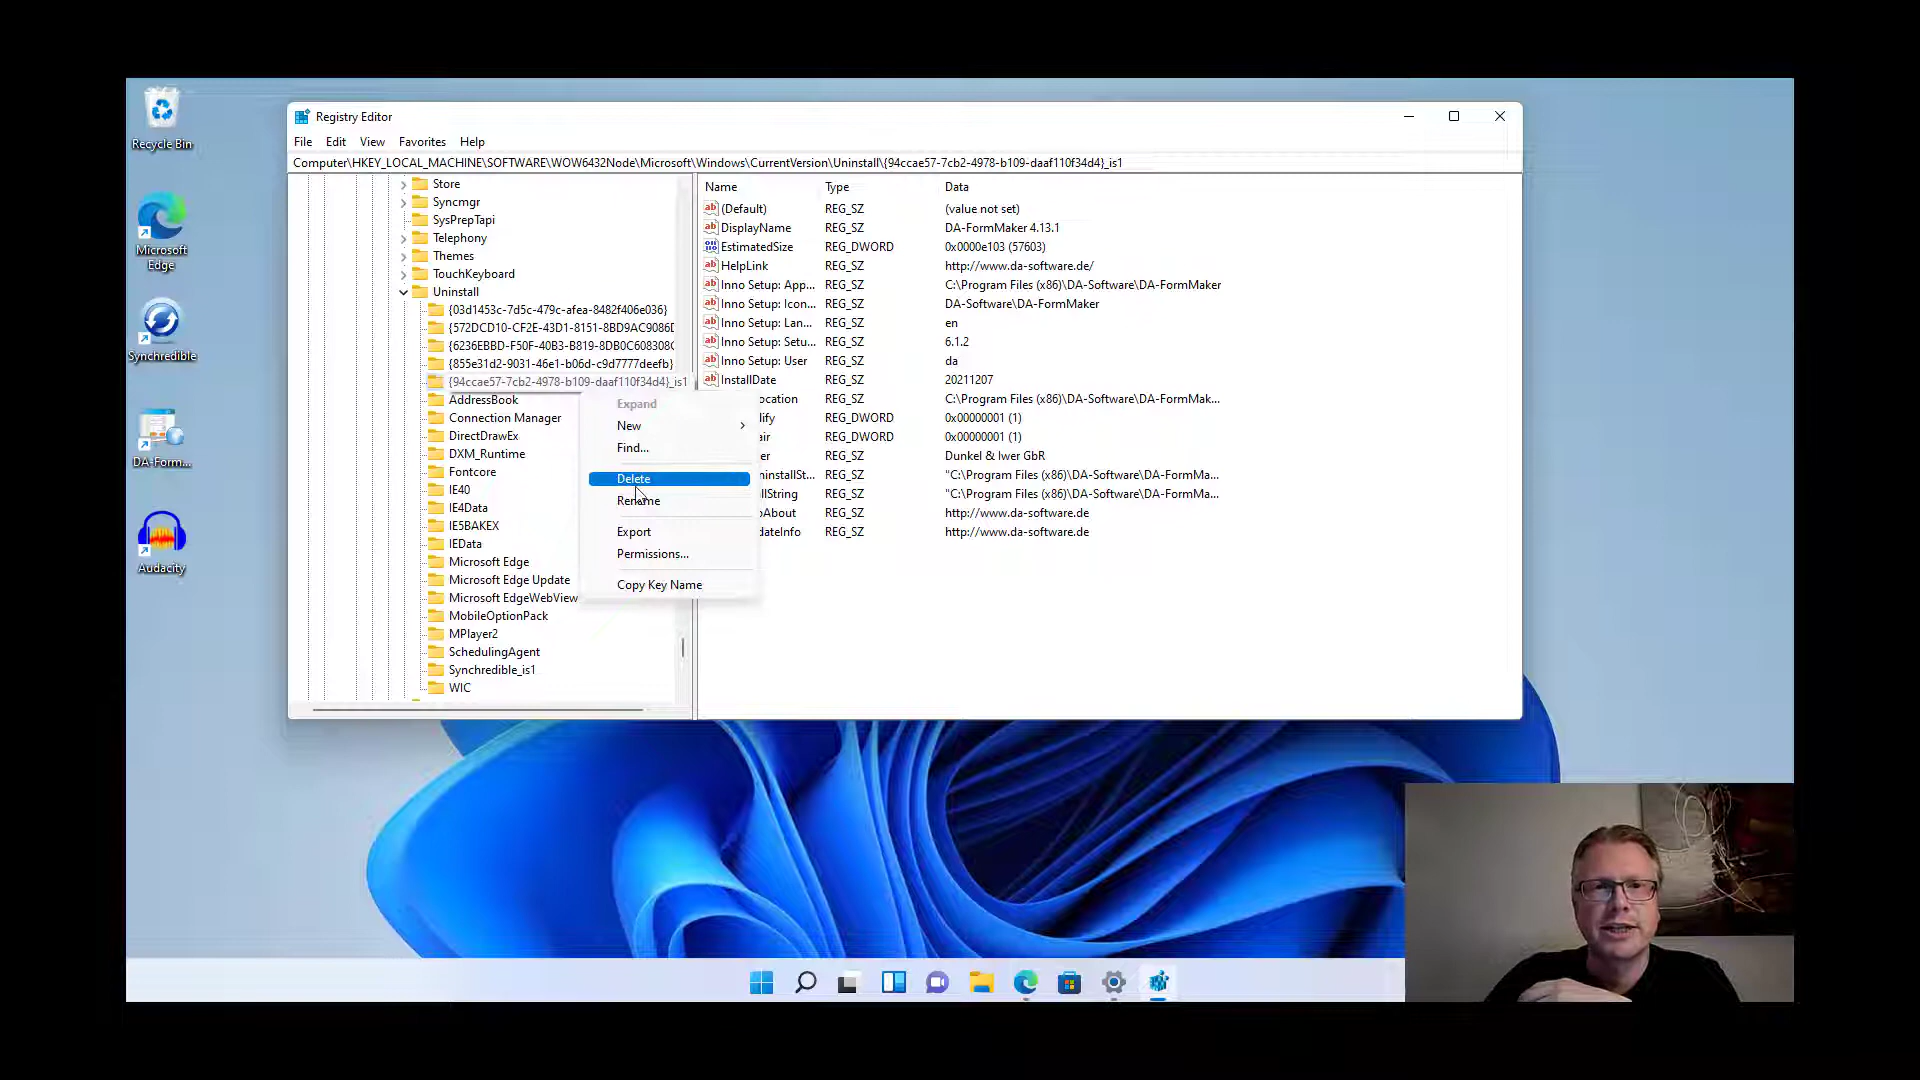 Recycle Bin
Microsoft
Edge
Synchredible
DA-Form...
Audacity
Registry Editor
File Edit View Favorites Help
Computer\HKEY_LOCAL_MACHINE\SOFTWARE\WOW6432Node\Microsoft\Windows\CurrentVersion\Uninstall\{94ccae57-7cb2-4978-b109-daaf110f34d4}_is1
Store
Syncmgr
SysPrepTapi
Telephony
Themes
TouchKeyboard
Uninstall
{03d1453c-7d5c-479c-afea-8482f406e036}
{572DCD10-CF2E-43D1-8151-8BD9AC9086D
{6236EBBD-F50F-40B3-B819-8DB0C608308C
{855e31d2-9031-46e1-b06d-c9d7777deefb}
{94ccae57-7cb2-4978-b109-daaf110f34d4}_is1
AddressBook
Connection Manager
DirectDrawEx
DXM_Runtime
Fontcore
IE40
IE4Data
IE5BAKEX
IEData
Microsoft Edge
Microsoft Edge Update
Microsoft EdgeWebView
MobileOptionPack
MPlayer2
SchedulingAgent
Synchredible_is1
WIC
Expand
New
Find...
Delete
Rename
Export
Permissions...
Copy Key Name
Name Type Data
(Default) REG_SZ (value not set)
DisplayName REG_SZ DA-FormMaker 4.13.1
EstimatedSize REG_DWORD 0x0000e103 (57603)
HelpLink REG_SZ http://www.da-software.de/
Inno Setup: App... REG_SZ C:\Program Files (x86)\DA-Software\DA-FormMaker
Inno Setup: Icon... REG_SZ DA-Software\DA-FormMaker
Inno Setup: Lan... REG_SZ en
Inno Setup: Setu... REG_SZ 6.1.2
Inno Setup: User REG_SZ da
InstallDate REG_SZ 20211207
ocation REG_SZ C:\Program Files (x86)\DA-Software\DA-FormMak...
lify REG_DWORD 0x00000001 (1)
air REG_DWORD 0x00000001 (1)
er REG_SZ Dunkel & Iwer GbR
ninstallSt... REG_SZ "C:\Program Files (x86)\DA-Software\DA-FormMa...
llString REG_SZ "C:\Program Files (x86)\DA-Software\DA-FormMa...
oAbout REG_SZ http://www.da-software.de
dateInfo REG_SZ http://www.da-software.de